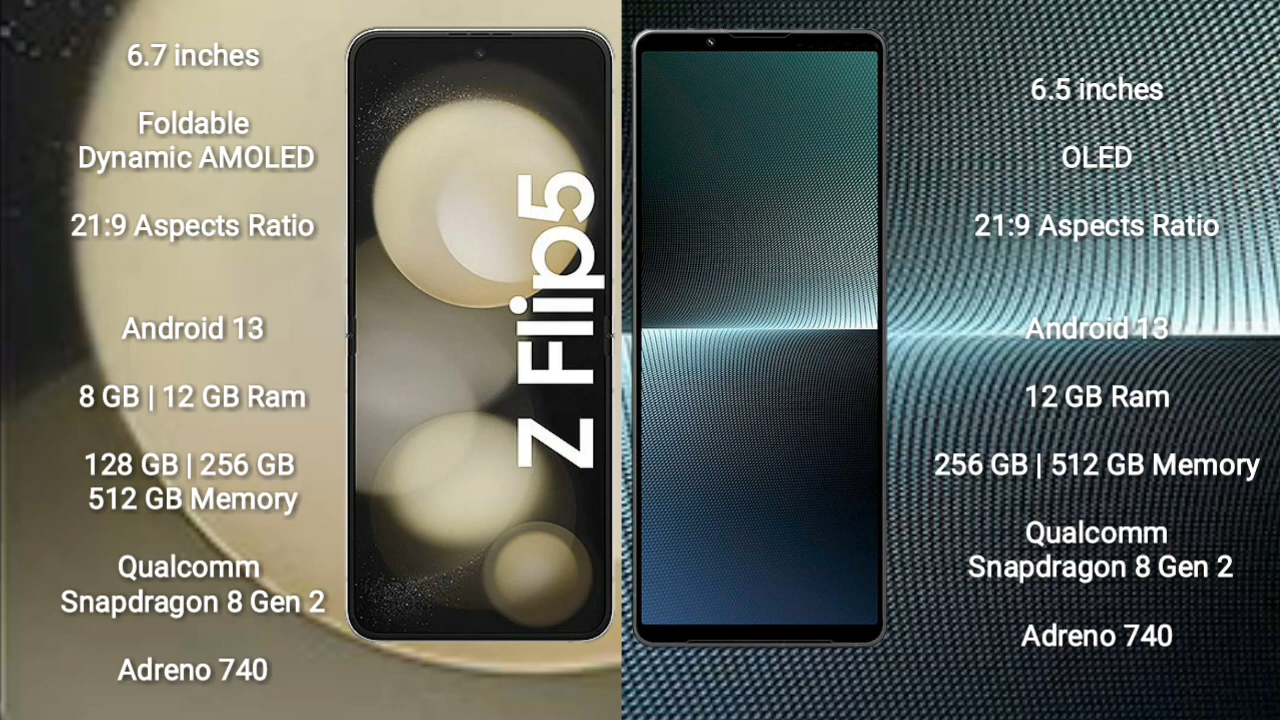 6.7 inches
Foldable
Dynamic AMOLED
21:9 Aspects Ratio
Android 13
8 GB | 12 GB Ram
128 GB | 256 GB
512 GB Memory
Qualcomm
Snapdragon 8 Gen 2
Adreno 740
Z Flip5
6.5 inches
OLED
21:9 Aspects Ratio
Android 13
12 GB Ram
256 GB | 512 GB Memory
Qualcomm
Snapdragon 8 Gen 2
Adreno 740